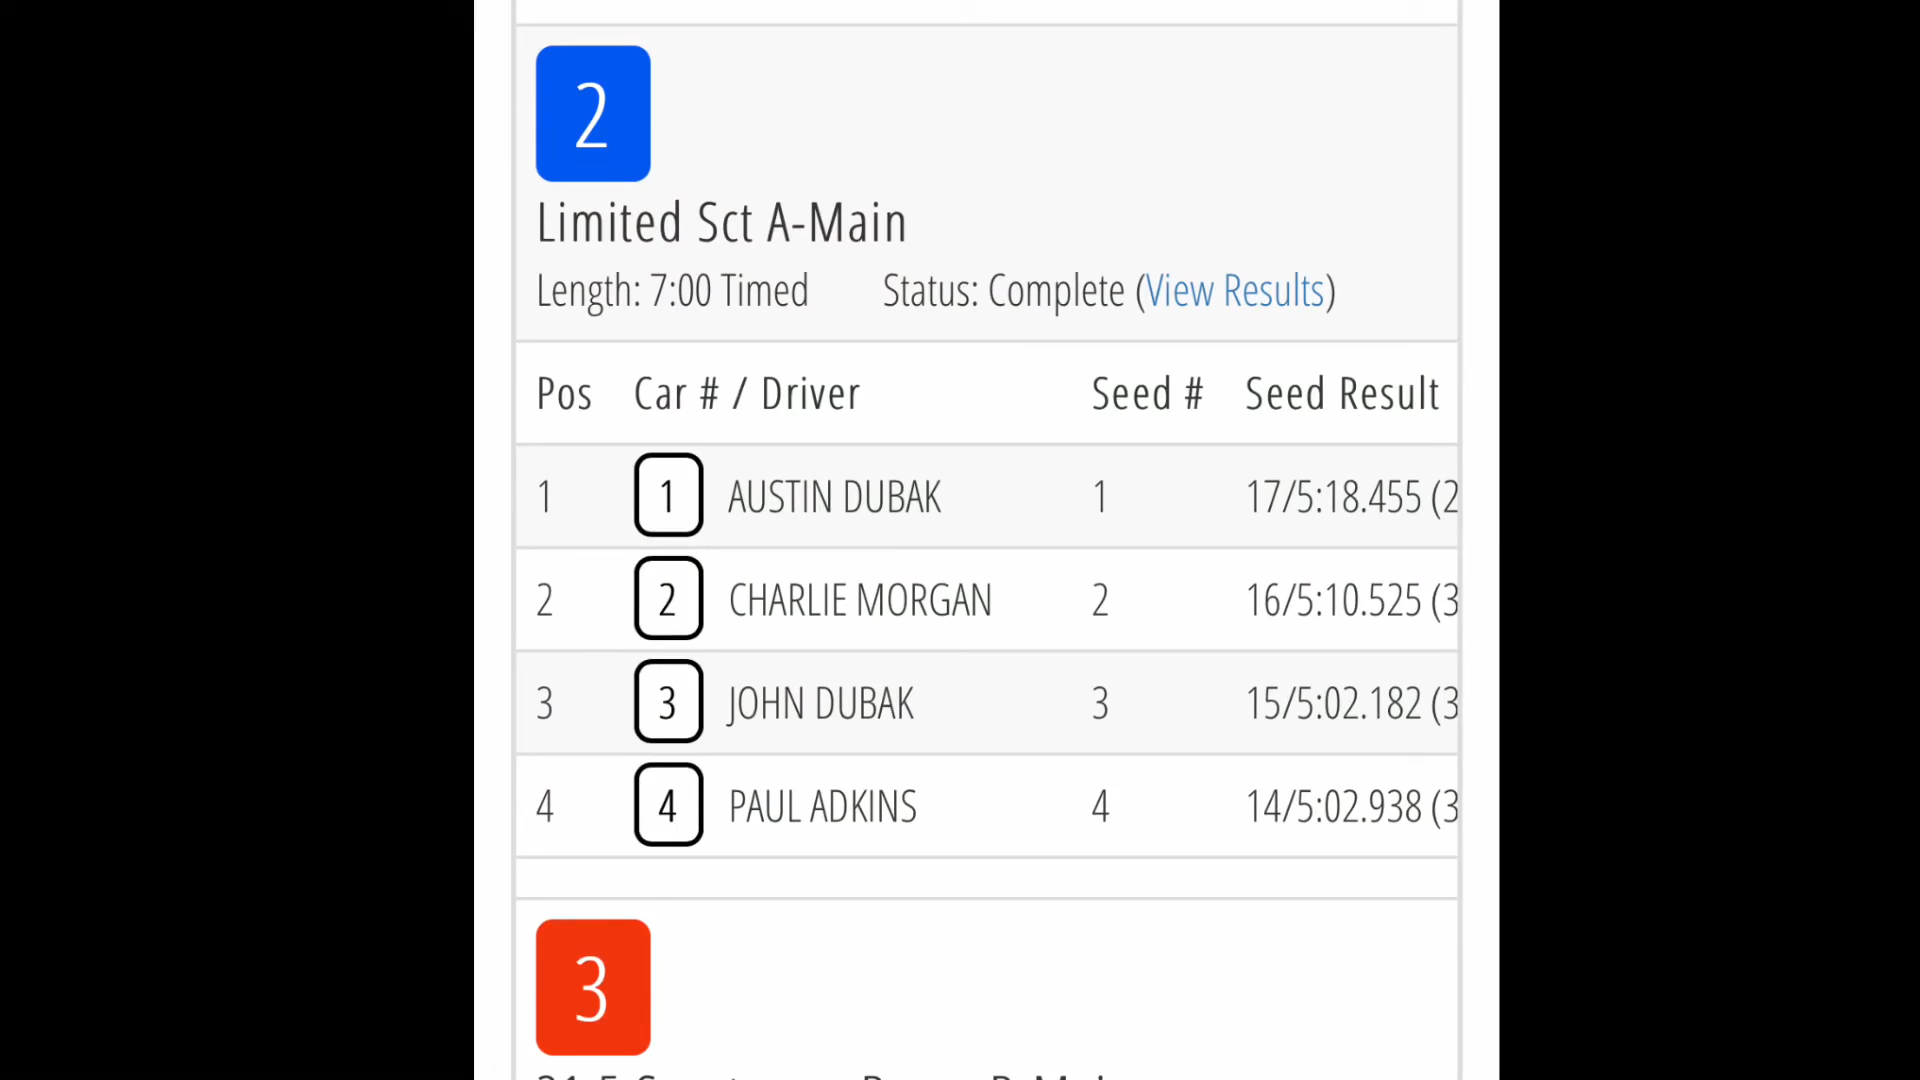 2
Limited Sct A-Main
Length: 7:00 Timed Status: Complete (View Results)
Pos Car # / Driver Seed # Seed Result
1 1 AUSTIN DUBAK 1 17/5:18.455 (2
2 2 CHARLIE MORGAN 2 16/5:10.525 (3
3 3 JOHN DUBAK 3 15/5:02.182 (3
4 4 PAUL ADKINS 4 14/5:02.938 (3
3